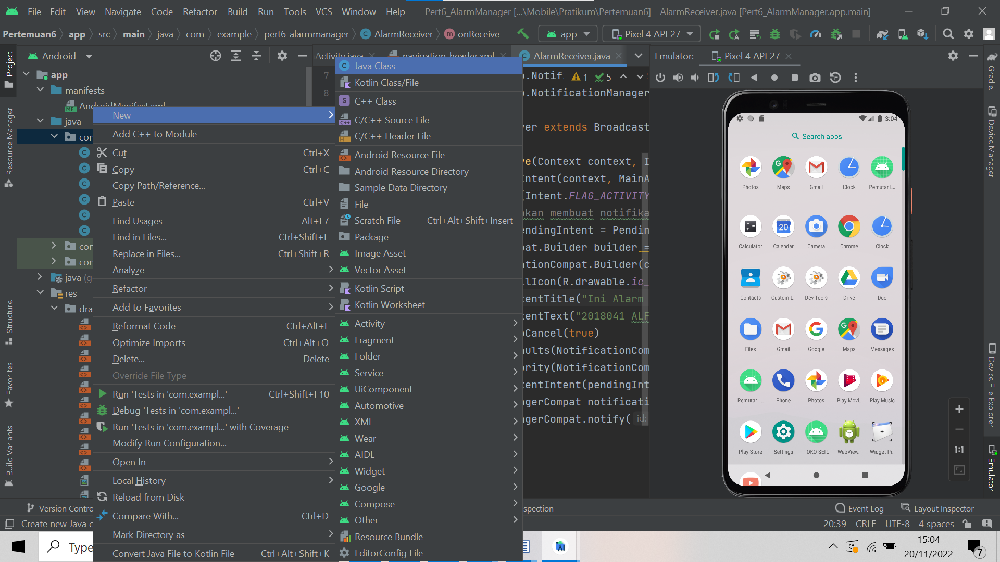 File Edit View Navigate Code Refactor Build Run Tools VCS Window Help Pert6_AlarmManager [...\Mobile\Pratikum\Pertemuan6] - AlarmReceiver.java [Pert6_AlarmManager.app.main]
Pertemuan6 app src main java com example pert6_alarmmanager AlarmReceiver onReceive app Pixel 4 API 27
Android
Activity.java navigation_header.xml AlarmReceiver.java
Emulator: Pixel 4 API 27
Project
Resource Manager
Structure
Favorites
Build Variants
app
manifests
AndroidManifest.xml
java
cor
cor
cor
java (g
res
dra
New
Add C++ to Module
Cut Ctrl+X
Copy Ctrl+C
Copy Path/Reference...
Paste Ctrl+V
Find Usages Alt+F7
Find in Files... Ctrl+Shift+F
Replace in Files... Ctrl+Shift+R
Analyze
Refactor
Add to Favorites
Reformat Code Ctrl+Alt+L
Optimize Imports Ctrl+Alt+O
Delete... Delete
Override File Type
Run 'Tests in 'com.exampl...' Ctrl+Shift+F10
Debug 'Tests in 'com.exampl...'
Run 'Tests in 'com.exampl...' with Coverage
Modify Run Configuration...
Open In
Local History
Reload from Disk
Compare With... Ctrl+D
Mark Directory as
Convert Java File to Kotlin File Ctrl+Alt+Shift+K
Java Class
Kotlin Class/File
C++ Class
C/C++ Source File
C/C++ Header File
Android Resource File
Android Resource Directory
Sample Data Directory
File
Scratch File Ctrl+Alt+Shift+Insert
Package
Image Asset
Vector Asset
Kotlin Script
Kotlin Worksheet
Activity
Fragment
Folder
Service
UiComponent
Automotive
XML
Wear
AIDL
Widget
Google
Compose
Other
Resource Bundle
EditorConfig File
7
8
1 5
p.Notif
p.NotificationManager
ver extends Broadcast
ve(Context context, I
Intent(context, MainA
(Intent.FLAG_ACTIVITY
akan membuat notifika
endingIntent = Pendin
pat.Builder builder =
ationCompat.Builder(c
llIcon(R.drawable.ic_
tentTitle("Ini Alarm
tentText("2018041 ALF
oCancel(true)
aults(NotificationCom
ority(NotificationCom
tentIntent(pendingInt
agerCompat notificati
agerCompat.notify( id:
3:04
Search apps
Photos Maps Gmail Clock Pemutar L..
Calculator Calendar Camera Chrome Clock
Contacts Custom L.. Dev Tools Drive Duo
Files Gmail Google Maps Messages
Pemutar L.. Phone Photos Play Movi.. Play Music
Play Store Settings TOKO SEP.. WebView.. Widget Pr..
1:1
Gradle
Device Manager
Device File Explorer
Emulator
Version Contro
spection
Event Log
Layout Inspector
Create new Java c
20:39 CRLF UTF-8 4 spaces
Type
15:04
20/11/2022
7